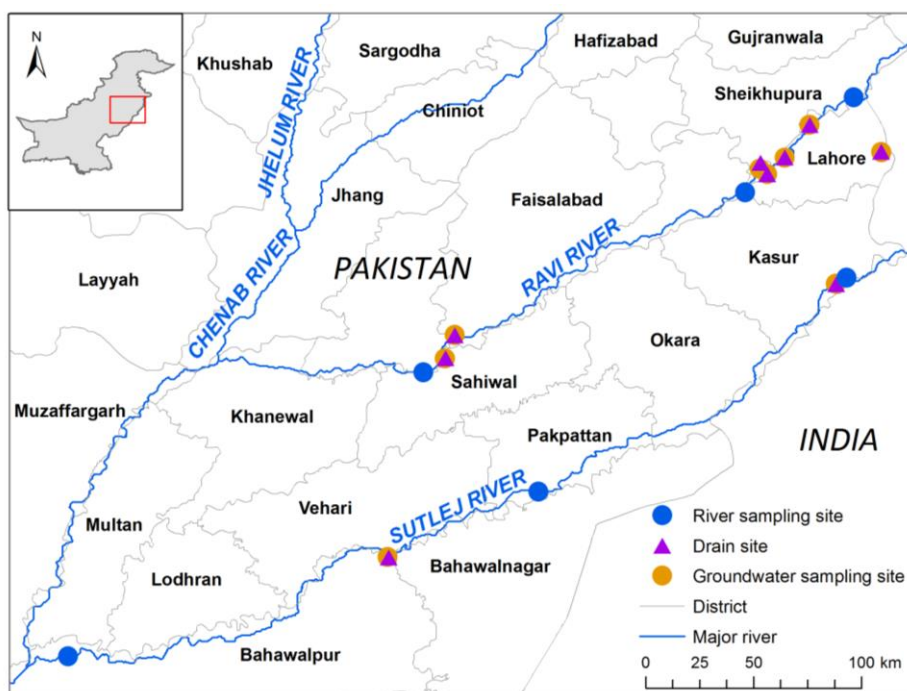 N
Khushab
Sargodha
Hafizabad
Gujranwala
JHELUM RIVER
Chiniot
Sheikhupura
Lahore
Jhang
Faisalabad
Layyah
CHENAB RIVER
PAKISTAN
RAVI RIVER
Kasur
Okara
Muzaffargarh
Khanewal
Sahiwal
Pakpattan
INDIA
Vehari
SUTLEJ RIVER
Multan
Lodhran
Bahawalnagar
Bahawalpur
River sampling site
Drain site
Groundwater sampling site
District
Major river
0 25 50 100 km